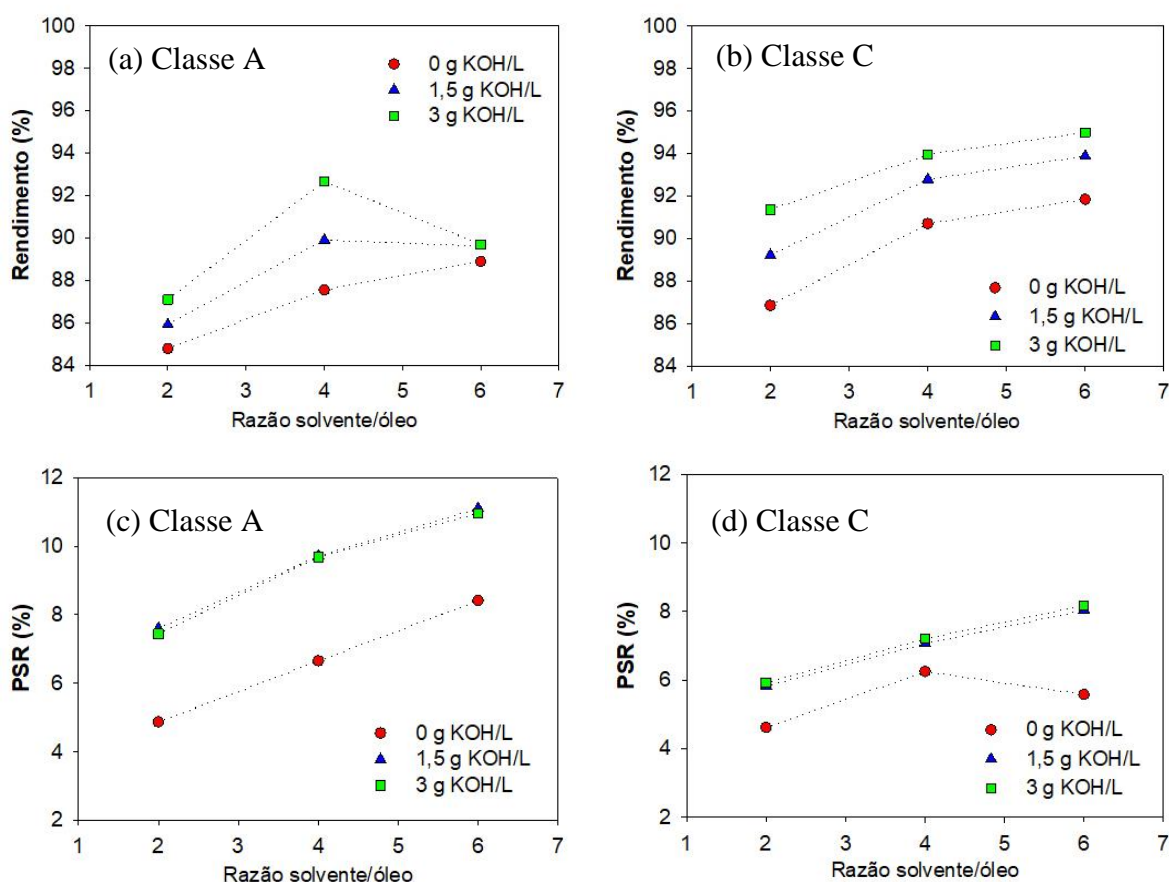 (a) Classe A
Rendimento (%)
100
98
96
94
92
90
88
86
84
0 g KOH/L
1,5 g KOH/L
3 g KOH/L
1 2 3 4 5 6 7
Razão solvente/óleo
(b) Classe C
Rendimento (%)
100
98
96
94
92
90
88
86
84
0 g KOH/L
1,5 g KOH/L
3 g KOH/L
1 2 3 4 5 6 7
Razão solvente/óleo
(c) Classe A
PSR (%)
12
10
8
6
4
2
0 g KOH/L
1,5 g KOH/L
3 g KOH/L
1 2 3 4 5 6 7
Razão solvente/óleo
(d) Classe C
PSR (%)
12
10
8
6
4
2
0 g KOH/L
1,5 g KOH/L
3 g KOH/L
1 2 3 4 5 6 7
Razão solvente/óleo